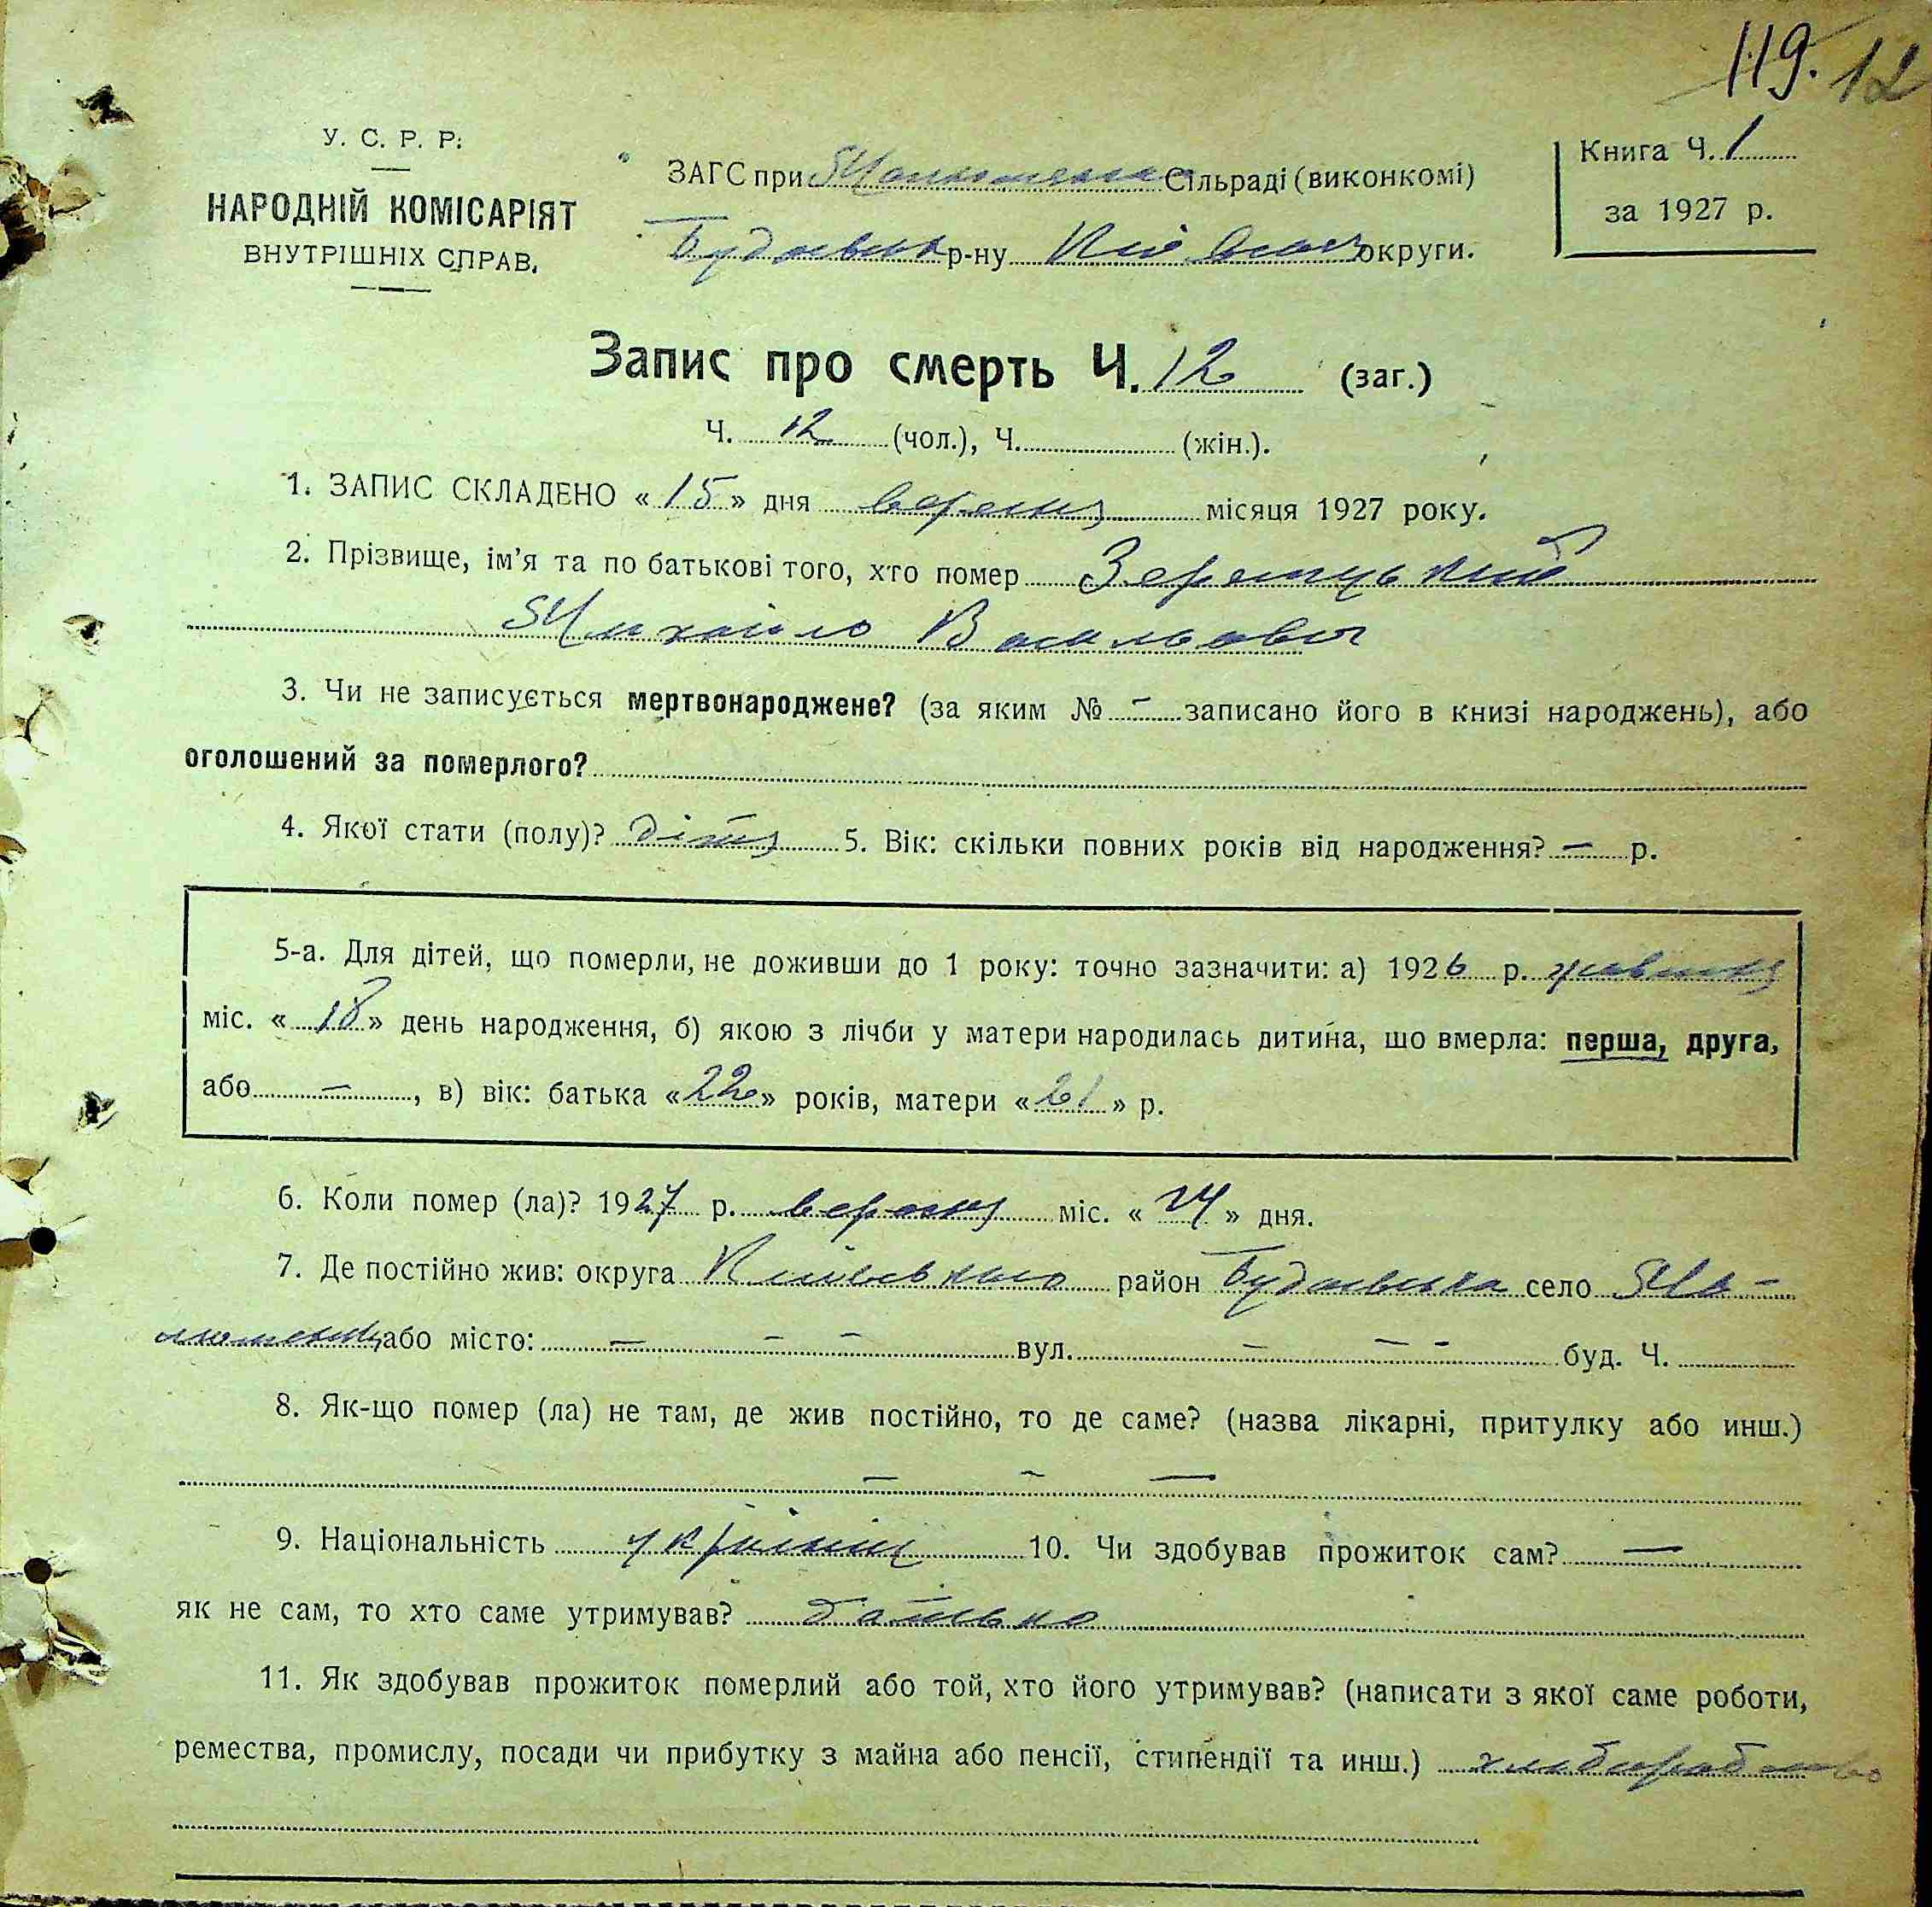 119. 12
У. С. Р. Р.
НАРОДНІЙ КОМІСАРІЯТ
ВНУТРІШНІХ СПРАВ.
ЗАГС при Сільраді (виконкомі)
р-ну округи.
Книга Ч. 1
за 1927 р.
Запис про смерть Ч. 12 (заг.)
Ч. 12 (чол.), Ч. (жін.).
1. ЗАПИС СКЛАДЕНО « 15 » дня вересня місяця 1927 року.
2. Прізвище, ім'я та по батькові того, хто помер
Михайло Васильович
3. Чи не записується мертвонароджене? (за яким № – записано його в книзі народжень), або
оголошений за померлого?
4. Якої стати (полу)? дітя 5. Вік: скільки повних років від народження? – р.
5-а. Для дітей, що померли, не доживши до 1 року: точно зазначити: а) 1926 р. жовтня
міс. « 18 » день народження, б) якою з лічби у матери народилась дитина, що вмерла: перша, друга,
або –, в) вік: батька « 22 » років, матери « 21 » р.
6. Коли помер (ла)? 1927 р. вересня міс. « 14 » дня.
7. Де постійно жив: округа район село
або місто: – – – вул. – – – буд. Ч.
8. Як-що помер (ла) не там, де жив постійно, то де саме? (назва лікарні, притулку або инш.)
– – –
9. Національність 10. Чи здобував прожиток сам? –
як не сам, то хто саме утримував? батько
11. Як здобував прожиток померлий або той, хто його утримував? (написати з якої саме роботи,
ремества, промислу, посади чи прибутку з майна або пенсії, стипендії та инш.) хліборобство